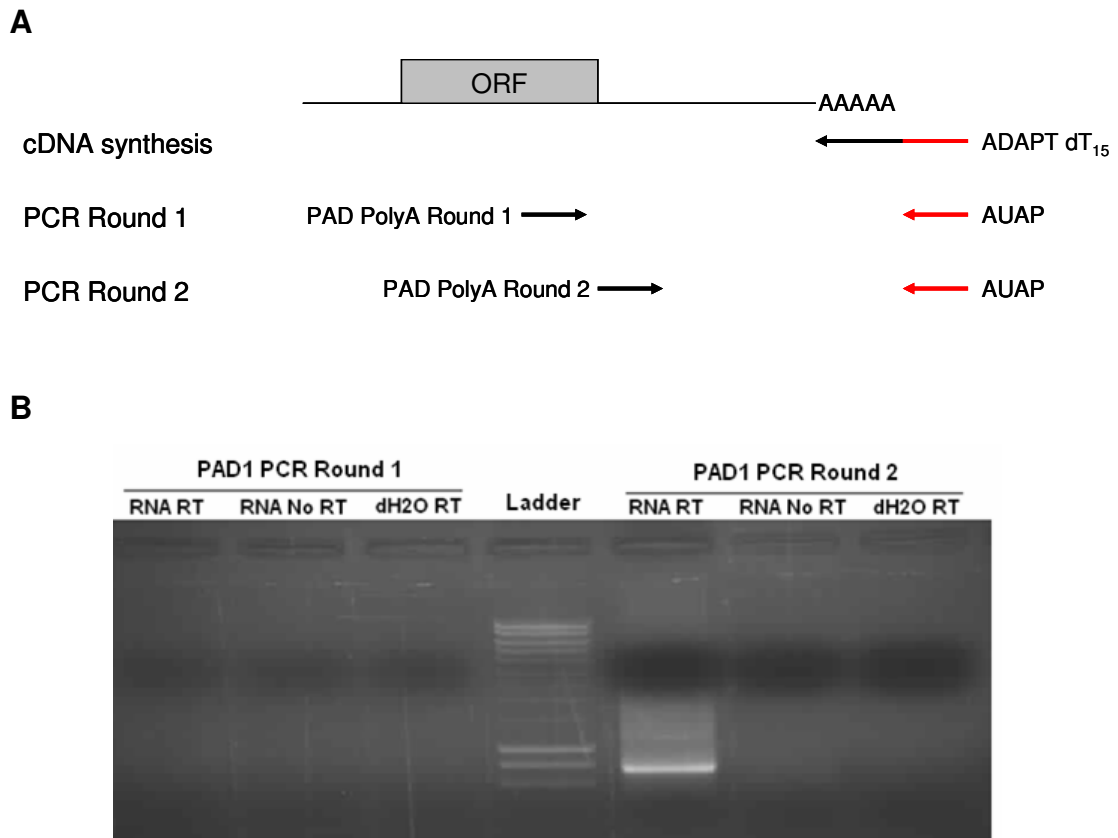 A
ORF
AAAAA
cDNA synthesis
ADAPT dT₁₅
PCR Round 1
PAD PolyA Round 1
AUAP
PCR Round 2
PAD PolyA Round 2
AUAP
B
PAD1 PCR Round 1
PAD1 PCR Round 2
RNA RT
RNA No RT
dH2O RT
Ladder
RNA RT
RNA No RT
dH2O RT